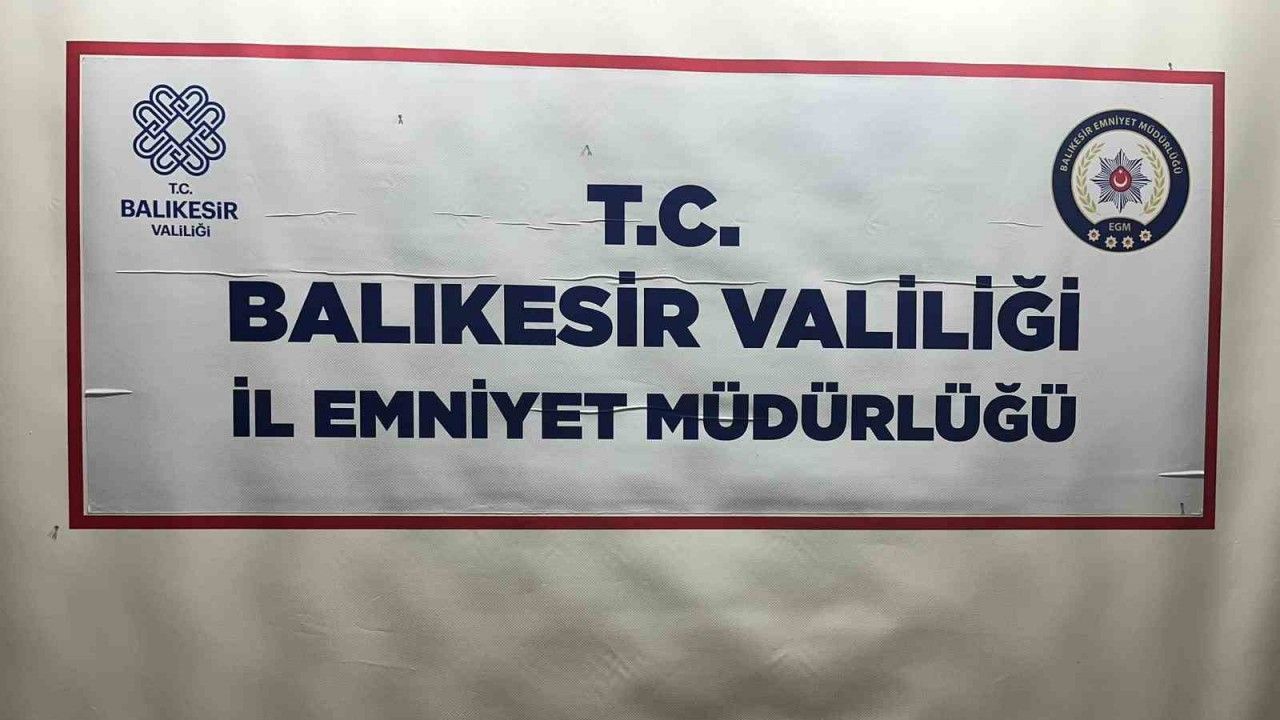 T.C.
BALIKESİR
VALİLİĞİ
BALIKESİR EMNİYET MÜDÜRLÜĞÜ
EGM
T.C.
BALIKESİR VALİLİĞİ
İL EMNİYET MÜDÜRLÜĞÜ